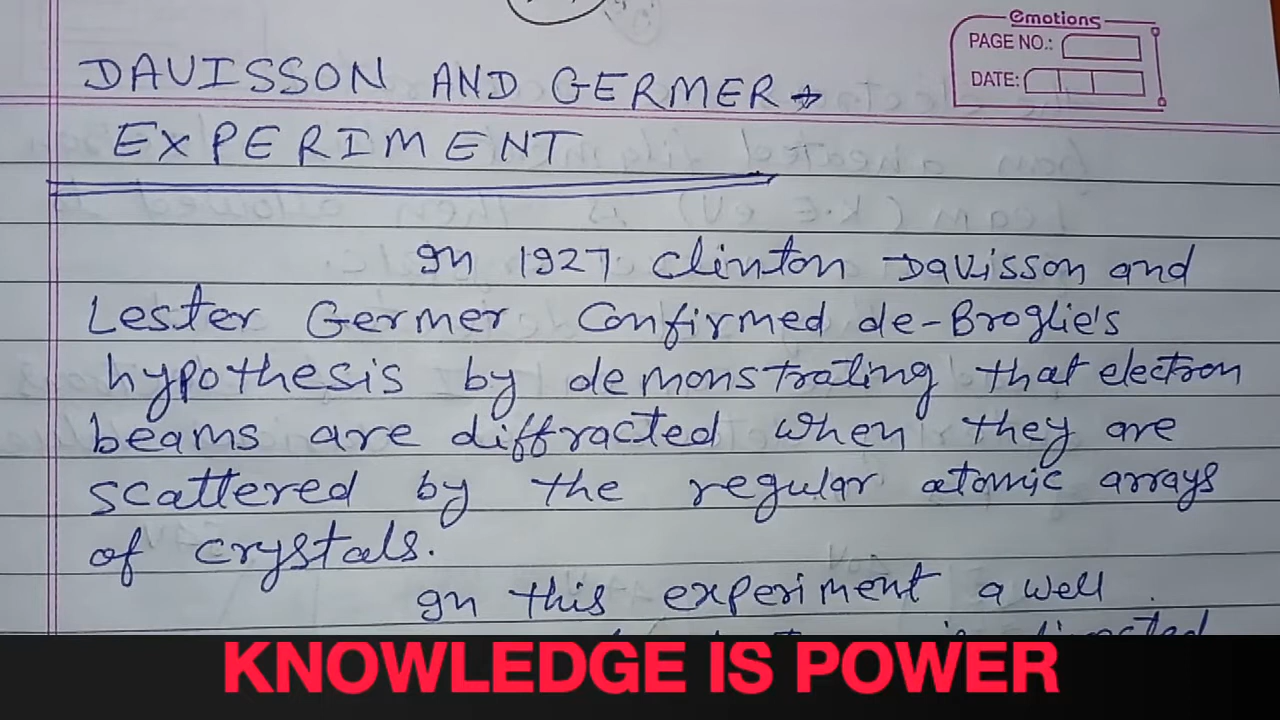 emotions
PAGE NO.:
DATE:
DAVISSON AND GERMER →
EXPERIMENT
In 1927 Clinton Davisson and
Lester Germer Confirmed de-Broglie's
hypothesis by demonstrating that electron
beams are diffracted when they are
scattered by the regular atomic arrays
of crystals.
In this experiment a well
is directed
KNOWLEDGE IS POWER